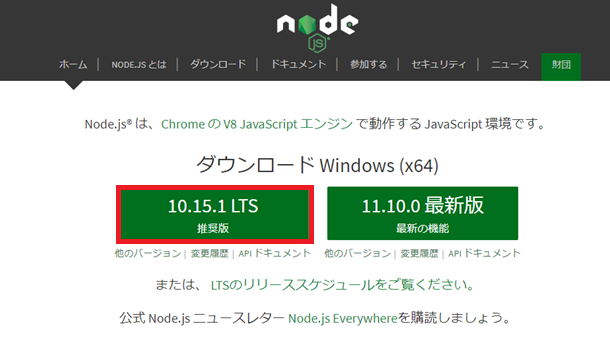 node
JS
ホーム | NODE.JS とは | ダウンロード | ドキュメント | 参加する | セキュリティ | ニュース 財団
Node.js® は、Chrome の V8 JavaScript エンジン で動作する JavaScript 環境です。
ダウンロード Windows (x64)
10.15.1 LTS
推奨版
11.10.0 最新版
最新の機能
他のバージョン | 変更履歴 | API ドキュメント
他のバージョン | 変更履歴 | API ドキュメント
または、 LTSのリリーススケジュールをご覧ください。
公式 Node.js ニュースレター Node.js Everywhereを購読しましょう。